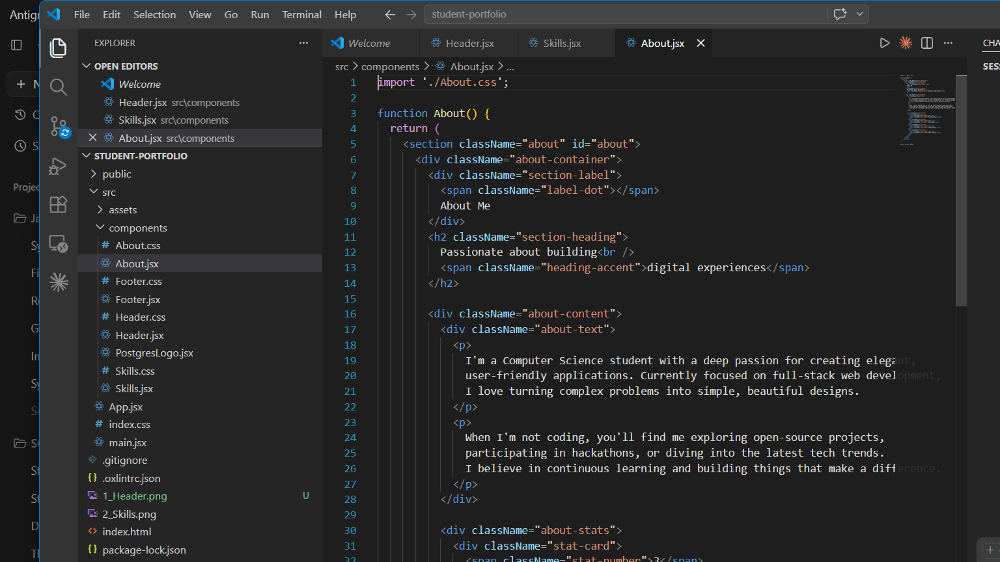 Antigr
File Edit Selection View Go Run Terminal Help
student-portfolio
EXPLORER
OPEN EDITORS
Welcome
Header.jsx src\components
Skills.jsx src\components
About.jsx src\components
STUDENT-PORTFOLIO
public
src
assets
components
About.css
About.jsx
Footer.css
Footer.jsx
Header.css
Header.jsx
PostgresLogo.jsx
Skills.css
Skills.jsx
App.jsx
index.css
main.jsx
.gitignore
.oxlintrc.json
1_Header.png U
2_Skills.png
index.html
package-lock.json
Welcome Header.jsx Skills.jsx About.jsx
src > components > About.jsx > ...
1 import './About.css';
2
3 function About() {
4 return (
5 <section className="about" id="about">
6 <div className="about-container">
7 <div className="section-label">
8 <span className="label-dot"></span>
9 About Me
10 </div>
11 <h2 className="section-heading">
12 Passionate about building<br />
13 <span className="heading-accent">digital experiences</span>
14 </h2>
15
16 <div className="about-content">
17 <div className="about-text">
18 <p>
19 I'm a Computer Science student with a deep passion for creating elegant,
20 user-friendly applications. Currently focused on full-stack web development,
21 I love turning complex problems into simple, beautiful designs.
22 </p>
23 <p>
24 When I'm not coding, you'll find me exploring open-source projects,
25 participating in hackathons, or diving into the latest tech trends.
26 I believe in continuous learning and building things that make a difference.
27 </p>
28 </div>
29
30 <div className="about-stats">
31 <div className="stat-card">
32 <span className="stat-number">3</span>
CHA
SES
Projec